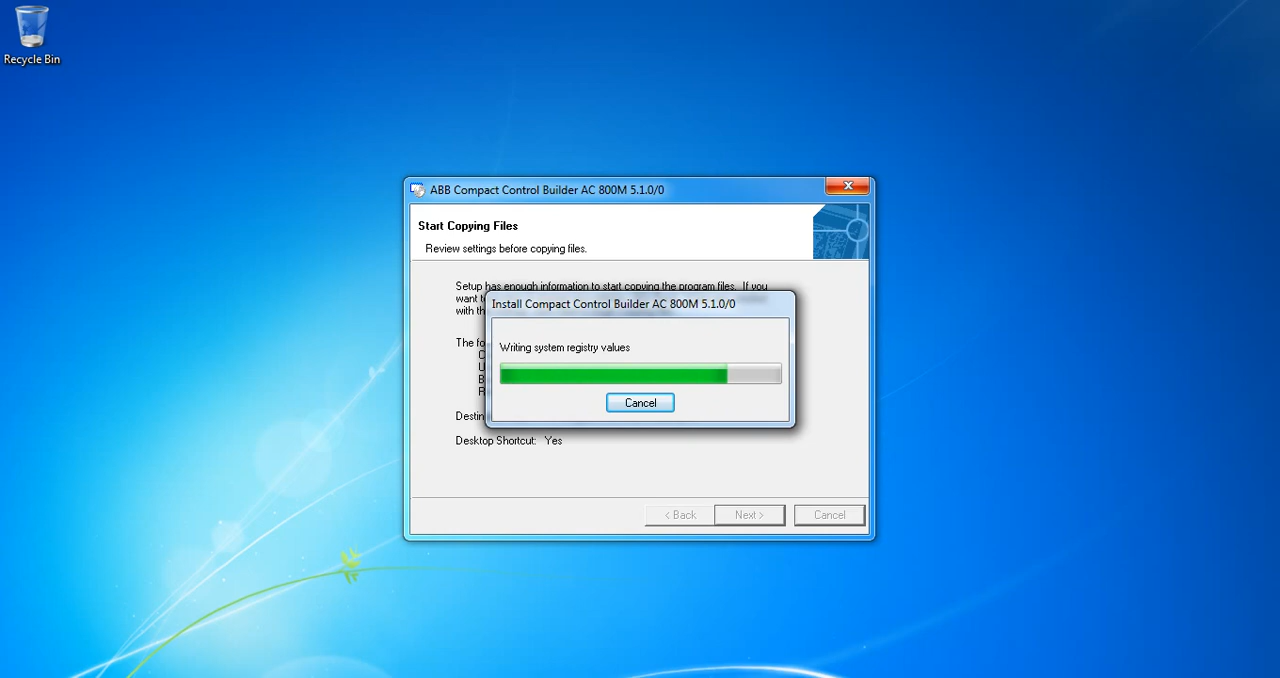 Recycle Bin
ABB Compact Control Builder AC 800M 5.1.0/0
Start Copying Files
Review settings before copying files.
Setup has enough information to start copying the program files. If you
want to
with th
Install Compact Control Builder AC 800M 5.1.0/0
Writing system registry values
Cancel
The fo
Destin
Desktop Shortcut: Yes
< Back
Next >
Cancel